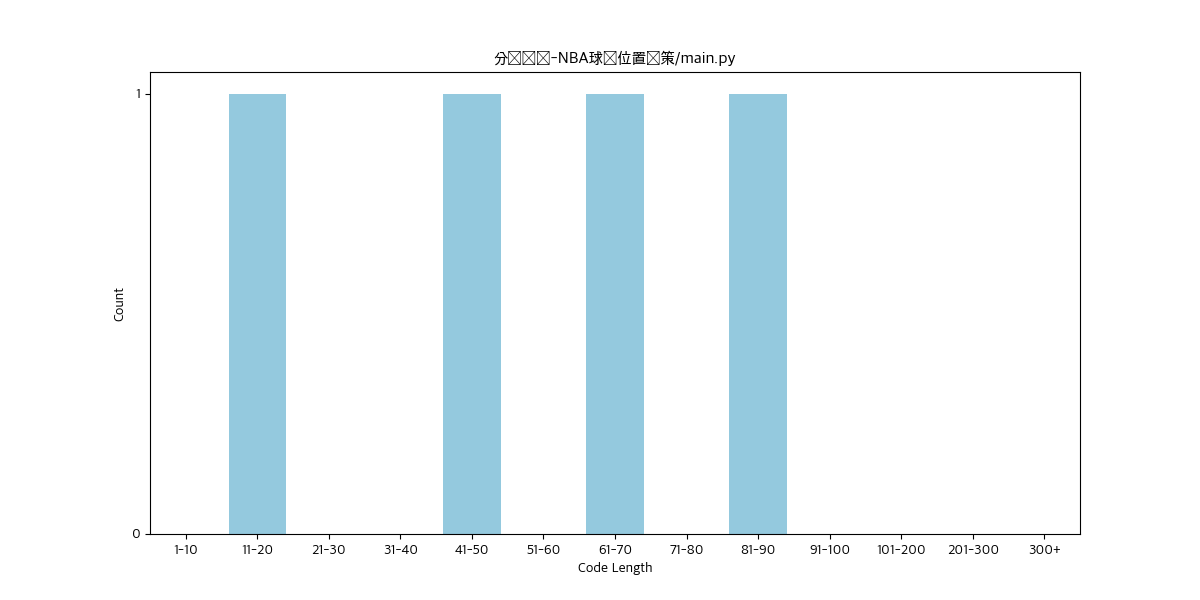 分□□□-NBA球□位置□策/main.py
1
Count
0
1-10 11-20 21-30 31-40 41-50 51-60 61-70 71-80 81-90 91-100 101-200 201-300 300+
Code Length